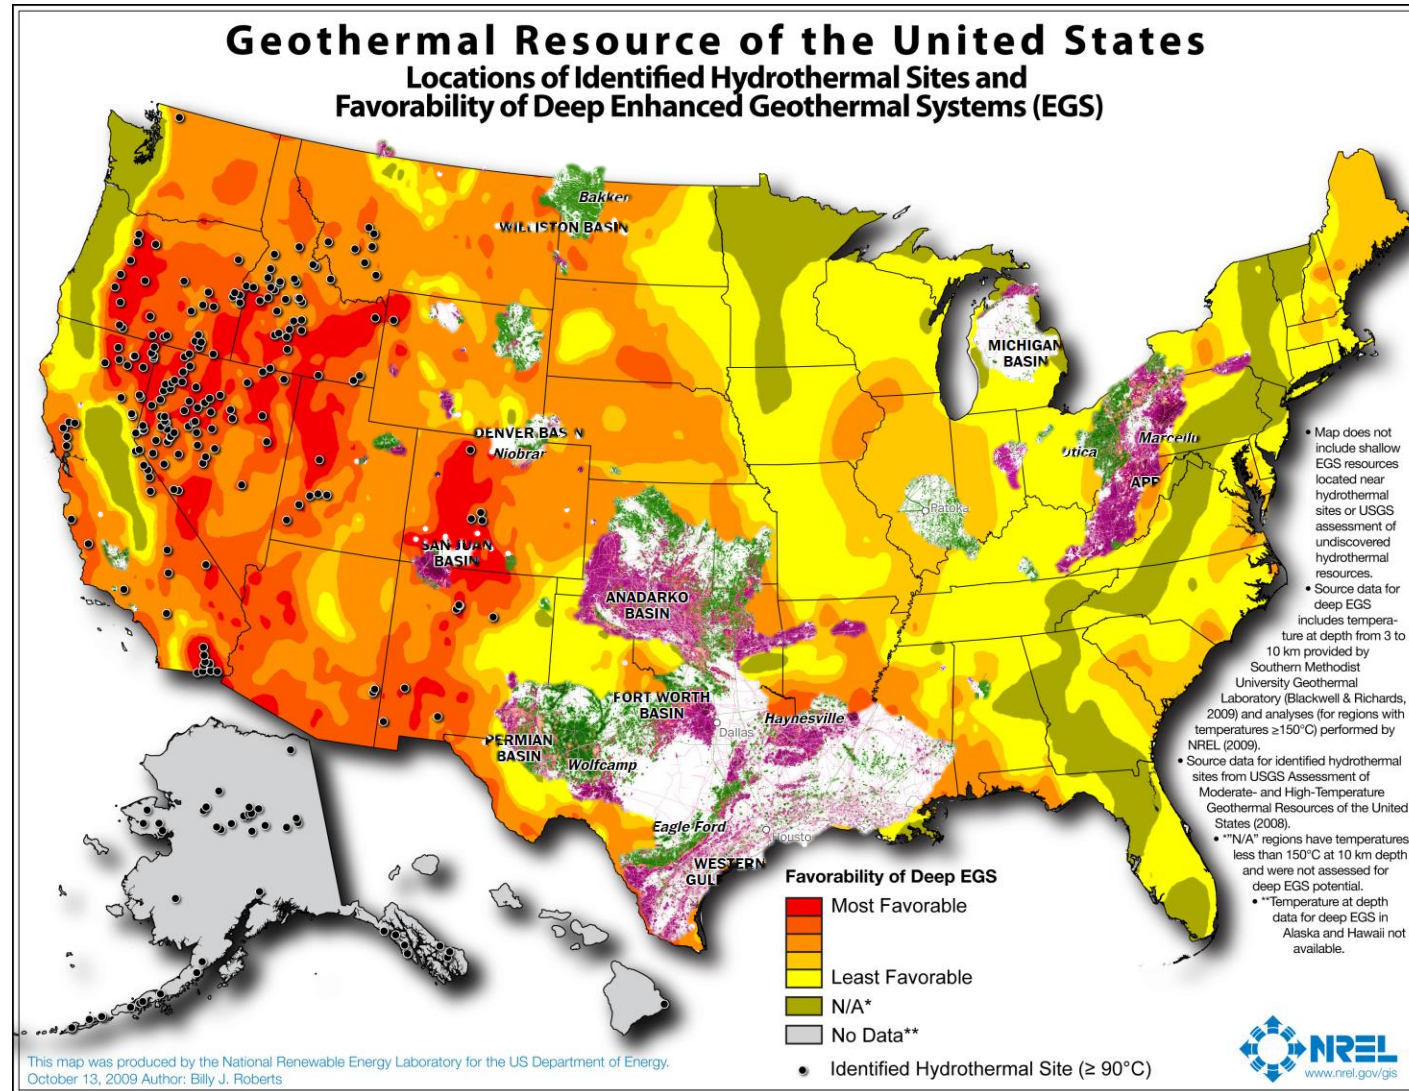 Geothermal Resource of the United States
Locations of Identified Hydrothermal Sites and
Favorability of Deep Enhanced Geothermal Systems (EGS)
Bakken
WILLISTON BASIN
MICHIGAN
BASIN
DENVER BASIN
Niobrar
Marcellu
Utica
APP
Patoka
SAN JUAN
BASIN
ANADARKO
BASIN
FORT WORTH
BASIN
Haynesville
Dallas
PERMIAN
BASIN
Wolfcamp
Eagle Ford
Housto
WESTERN
GULF
• Map does not
include shallow
EGS resources
located near
hydrothermal
sites or USGS
assessment of
undiscovered
hydrothermal
resources.
• Source data for
deep EGS
includes tempera-
ture at depth from 3 to
10 km provided by
Southern Methodist
University Geothermal
Laboratory (Blackwell & Richards,
2009) and analyses (for regions with
temperatures ≥150°C) performed by
NREL (2009).
• Source data for identified hydrothermal
sites from USGS Assessment of
Moderate- and High-Temperature
Geothermal Resources of the United
States (2008).
• *"N/A" regions have temperatures
less than 150°C at 10 km depth
and were not assessed for
deep EGS potential.
• **Temperature at depth
data for deep EGS in
Alaska and Hawaii not
available.
Favorability of Deep EGS
Most Favorable
Least Favorable
N/A*
No Data**
Identified Hydrothermal Site (≥ 90°C)
This map was produced by the National Renewable Energy Laboratory for the US Department of Energy.
October 13, 2009 Author: Billy J. Roberts
NREL
www.nrel.gov/gis